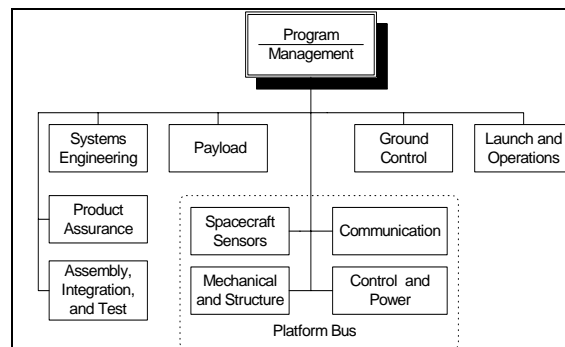 Program
Management
Systems
Engineering
Payload
Ground
Control
Launch and
Operations
Product
Assurance
Spacecraft
Sensors
Communication
Assembly,
Integration,
and Test
Mechanical
and Structure
Control and
Power
Platform Bus